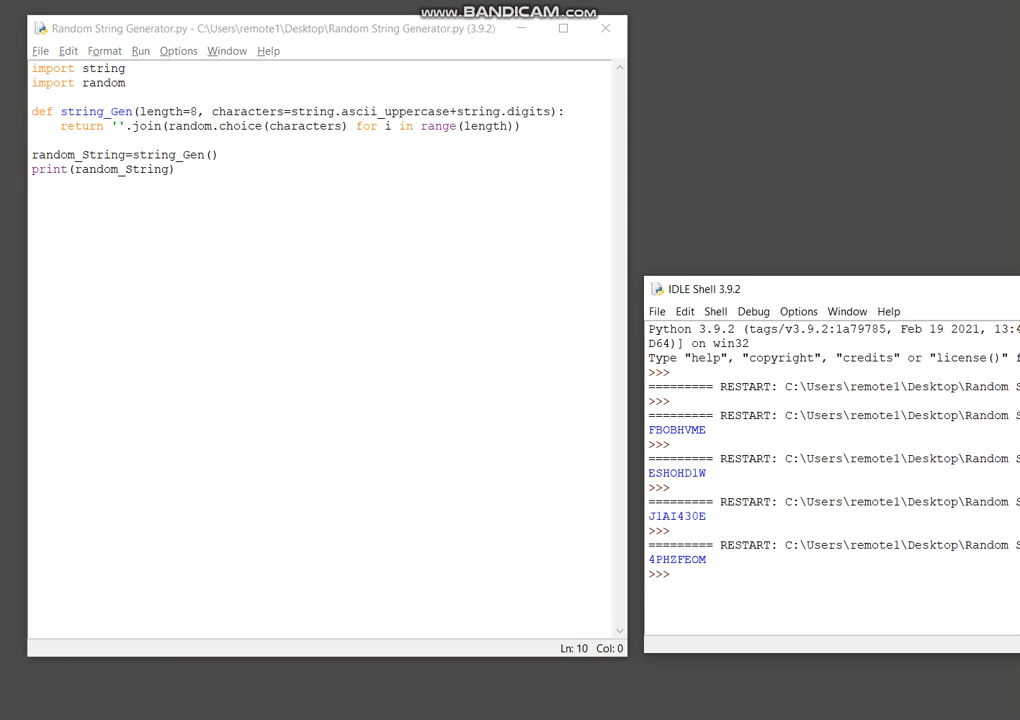 www.BANDICAM.com
Random String Generator.py - C:\Users\remote1\Desktop\Random String Generator.py (3.9.2)
File Edit Format Run Options Window Help
import string
import random
def string_Gen(length=8, characters=string.ascii_uppercase+string.digits):
    return ''.join(random.choice(characters) for i in range(length))
random_String=string_Gen()
print(random_String)
Ln: 10 Col: 0
IDLE Shell 3.9.2
File Edit Shell Debug Options Window Help
Python 3.9.2 (tags/v3.9.2:1a79785, Feb 19 2021, 13:4
D64)] on win32
Type "help", "copyright", "credits" or "license()" f
>>>
========= RESTART: C:\Users\remote1\Desktop\Random S
>>>
========= RESTART: C:\Users\remote1\Desktop\Random S
FBOBHVME
>>>
========= RESTART: C:\Users\remote1\Desktop\Random S
ESHOHD1W
>>>
========= RESTART: C:\Users\remote1\Desktop\Random S
J1AI430E
>>>
========= RESTART: C:\Users\remote1\Desktop\Random S
4PHZFEOM
>>>